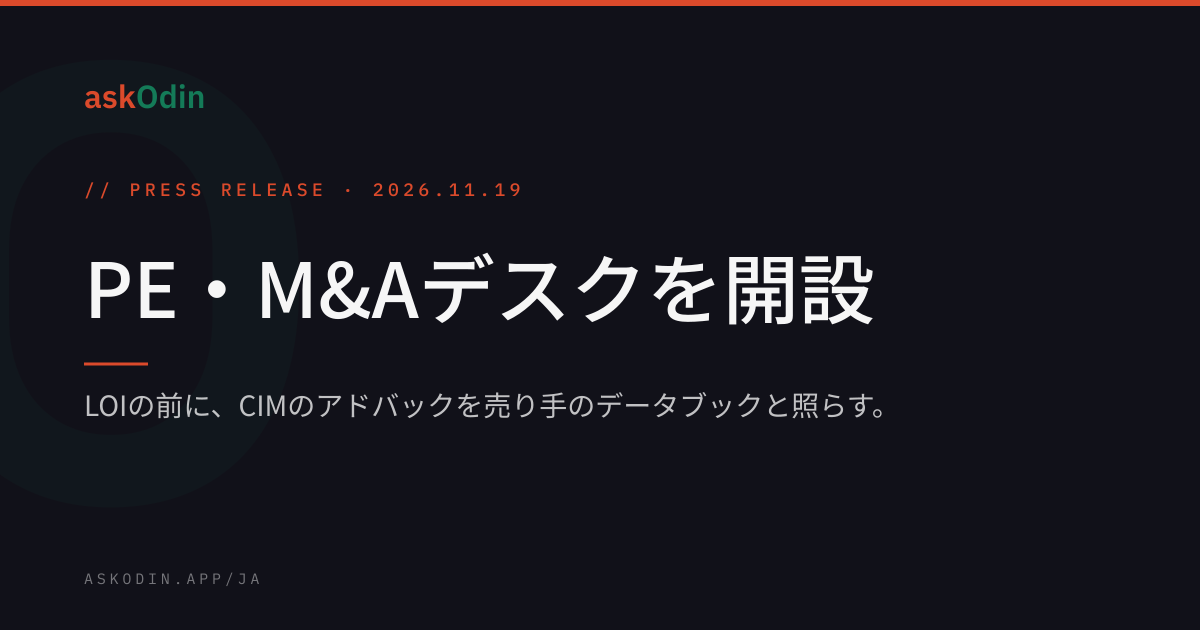 askOdin
// PRESS RELEASE · 2026.11.19
PE・M&Aデスクを開設
LOIの前に、CIMのアドバックを売り手のデータブックと照らす。
ASKODIN.APP/JA